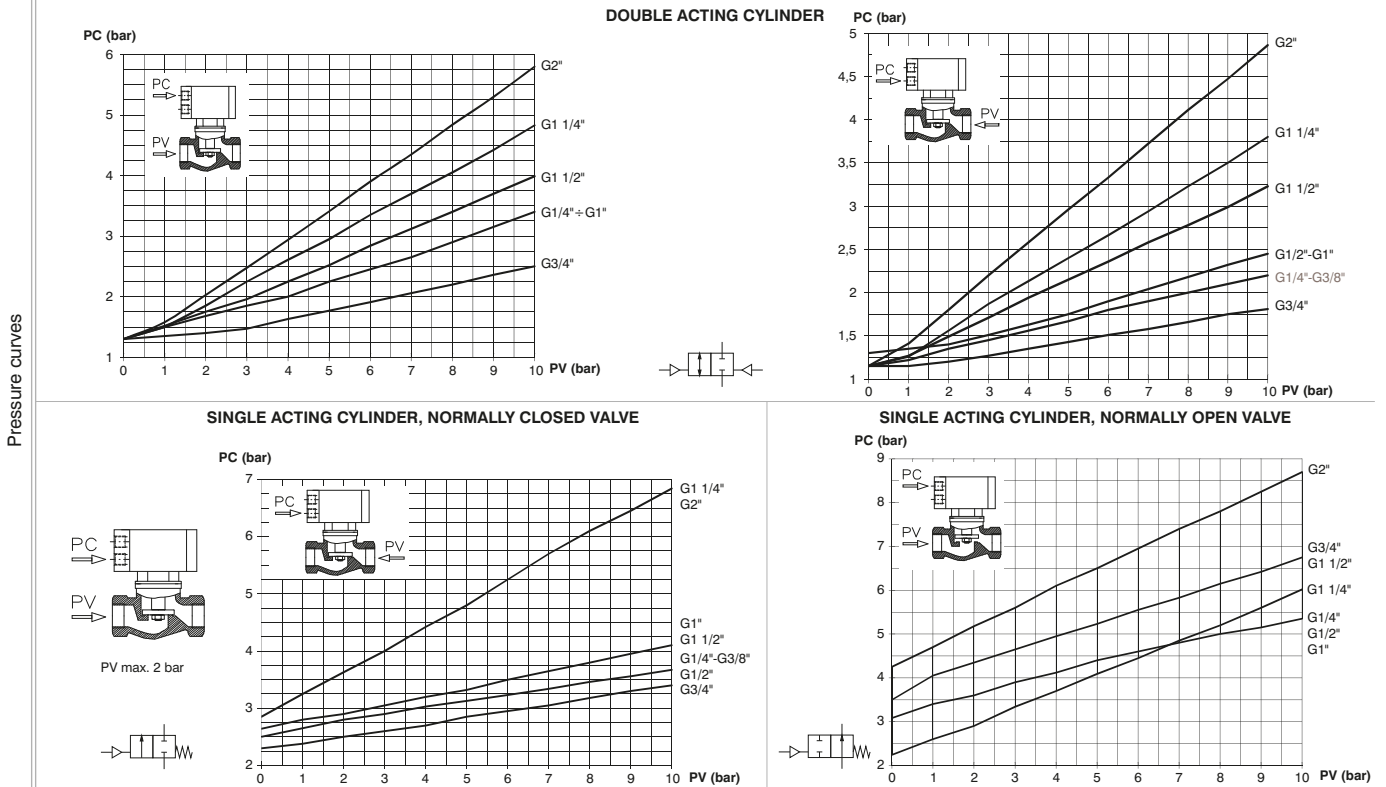 Pressure curves
DOUBLE ACTING CYLINDER
PC (bar)
6
5
4
3
2
1
0 1 2 3 4 5 6 7 8 9 10 PV (bar)
PC
PV
G2"
G1 1/4"
G1 1/2"
G1/4"÷G1"
G3/4"
PC (bar)
5
4,5
4
3,5
3
2,5
2
1,5
1
0 1 2 3 4 5 6 7 8 9 10 PV (bar)
PC
PV
G2"
G1 1/4"
G1 1/2"
G1/2"-G1"
G1/4"-G3/8"
G3/4"
SINGLE ACTING CYLINDER, NORMALLY CLOSED VALVE
PC
PV
PV max. 2 bar
PC (bar)
7
6
5
4
3
2
0 1 2 3 4 5 6 7 8 9 10 PV (bar)
PC
PV
G1 1/4"
G2"
G1"
G1 1/2"
G1/4"-G3/8"
G1/2"
G3/4"
SINGLE ACTING CYLINDER, NORMALLY OPEN VALVE
PC (bar)
9
8
7
6
5
4
3
2
0 1 2 3 4 5 6 7 8 9 10 PV (bar)
PC
PV
G2"
G3/4"
G1 1/2"
G1 1/4"
G1/4"
G1/2"
G1"